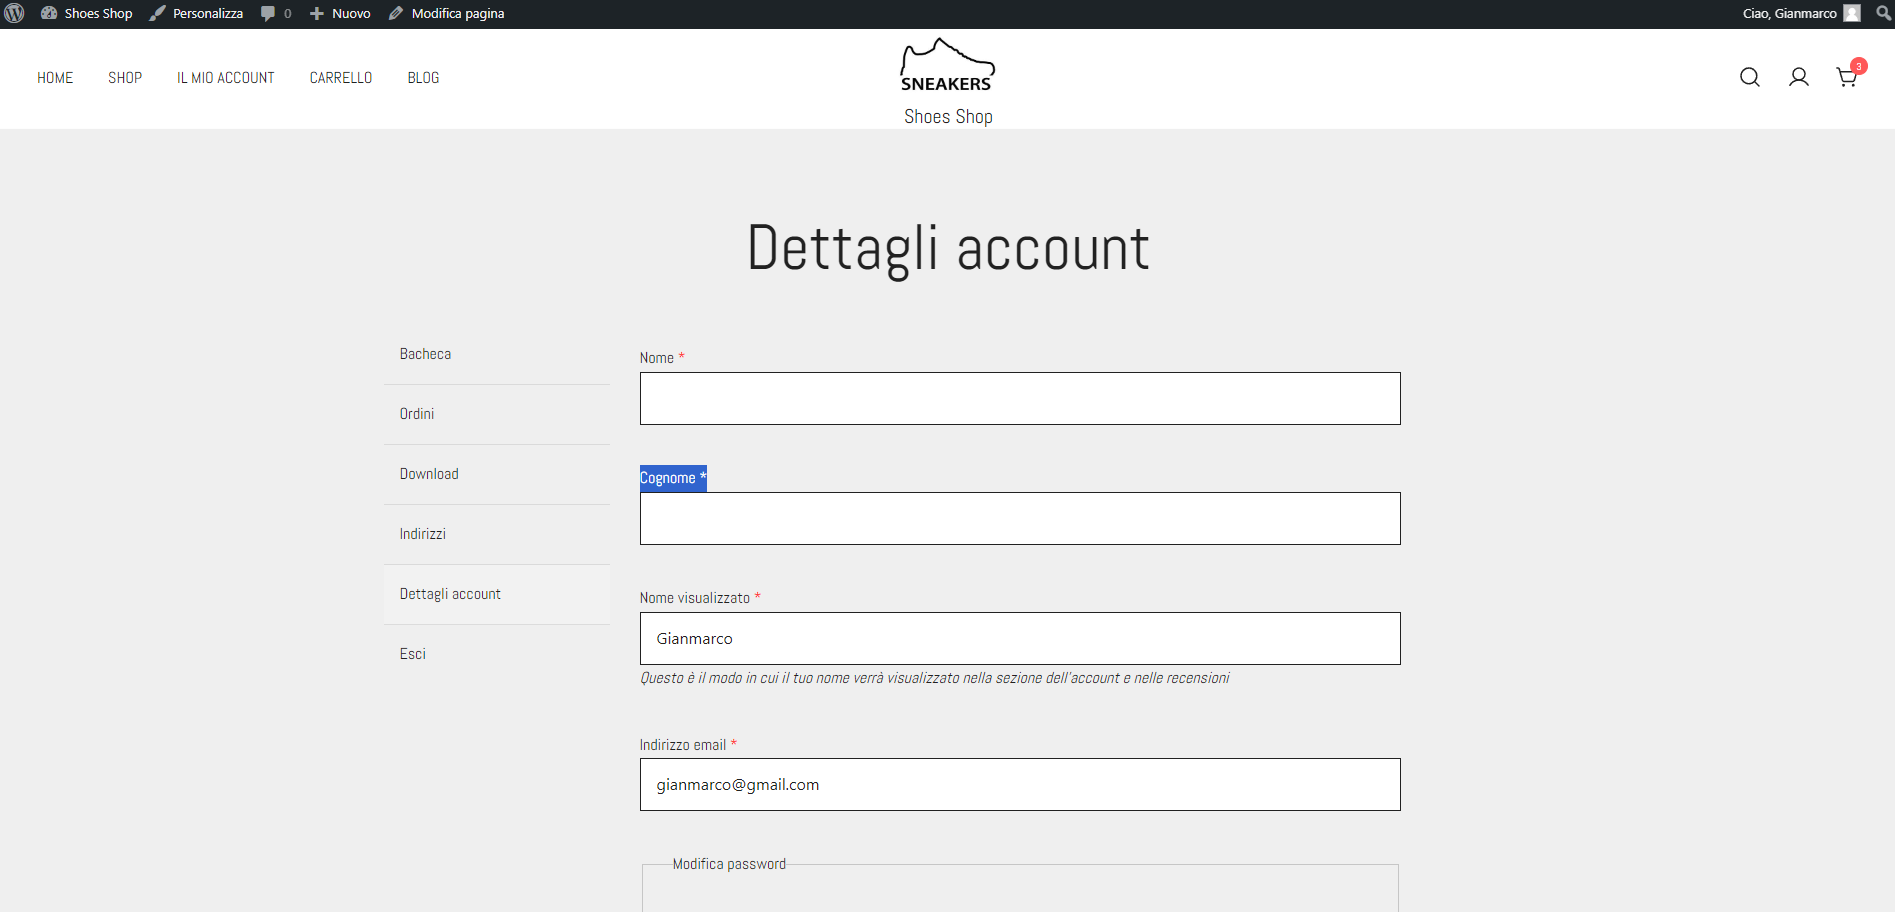 Shoes Shop Personalizza 0 Nuovo Modifica pagina Ciao, Gianmarco
HOME SHOP IL MIO ACCOUNT CARRELLO BLOG
SNEAKERS
Shoes Shop
3
Dettagli account
Bacheca
Ordini
Download
Indirizzi
Dettagli account
Esci
Nome *
Cognome *
Nome visualizzato *
Gianmarco
Questo è il modo in cui il tuo nome verrà visualizzato nella sezione dell'account e nelle recensioni
Indirizzo email *
gianmarco@gmail.com
Modifica password